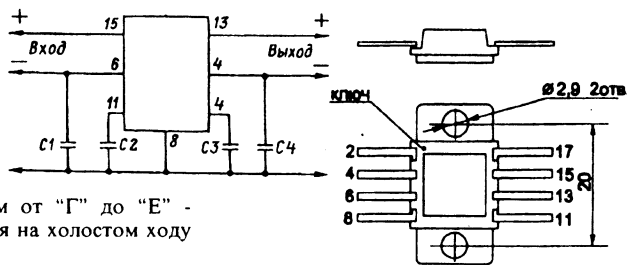 + 15 13 +
Вход Выход
− 6 4 −
11 4
C1 C2 8 C3 C4
м от "Г" до "Е" -
я на холостом ходу
ключ
ø2,9 2отв
2 17
4 15
6 13
8 11
20